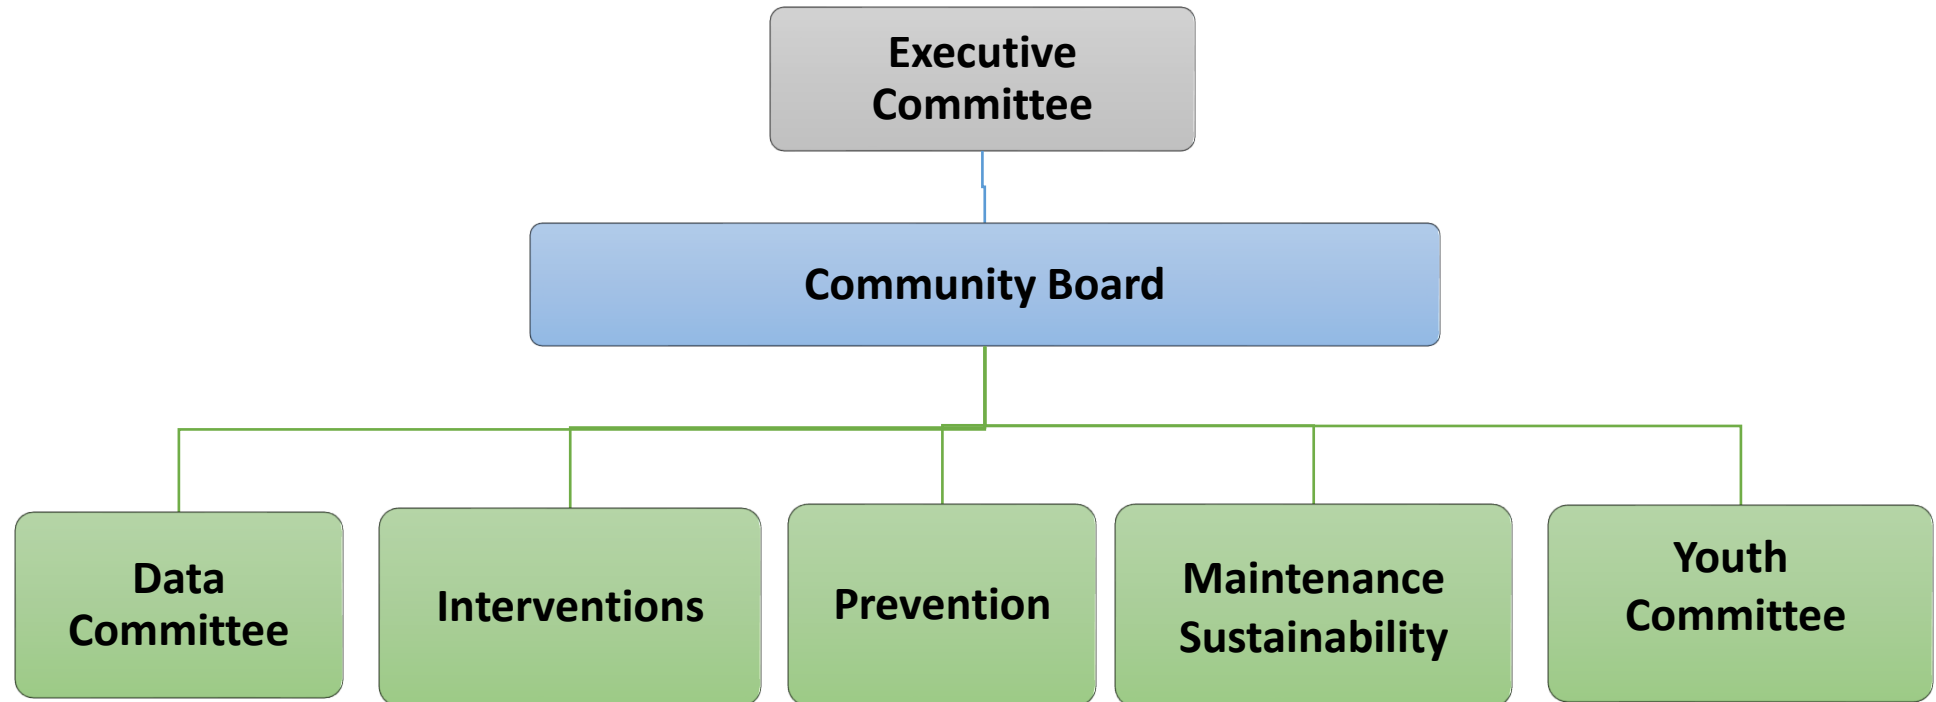 Executive
Committee
Community Board
Data
Committee
Interventions
Prevention
Maintenance
Sustainability
Youth
Committee